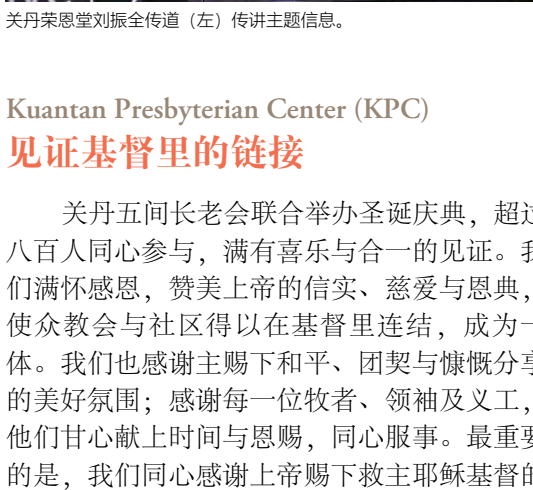 关丹荣恩堂刘振全传道（左）传讲主题信息。
Kuantan Presbyterian Center (KPC)
见证基督里的链接
关丹五间长老会联合举办圣诞庆典，超过
八百人同心参与，满有喜乐与合一的见证。我
们满怀感恩，赞美上帝的信实、慈爱与恩典，
使众教会与社区得以在基督里连结，成为一
体。我们也感谢主赐下和平、团契与慷慨分享
的美好氛围；感谢每一位牧者、领袖及义工，
他们甘心献上时间与恩赐，同心服事。最重要
的是，我们同心感谢上帝赐下救主耶稣基督的